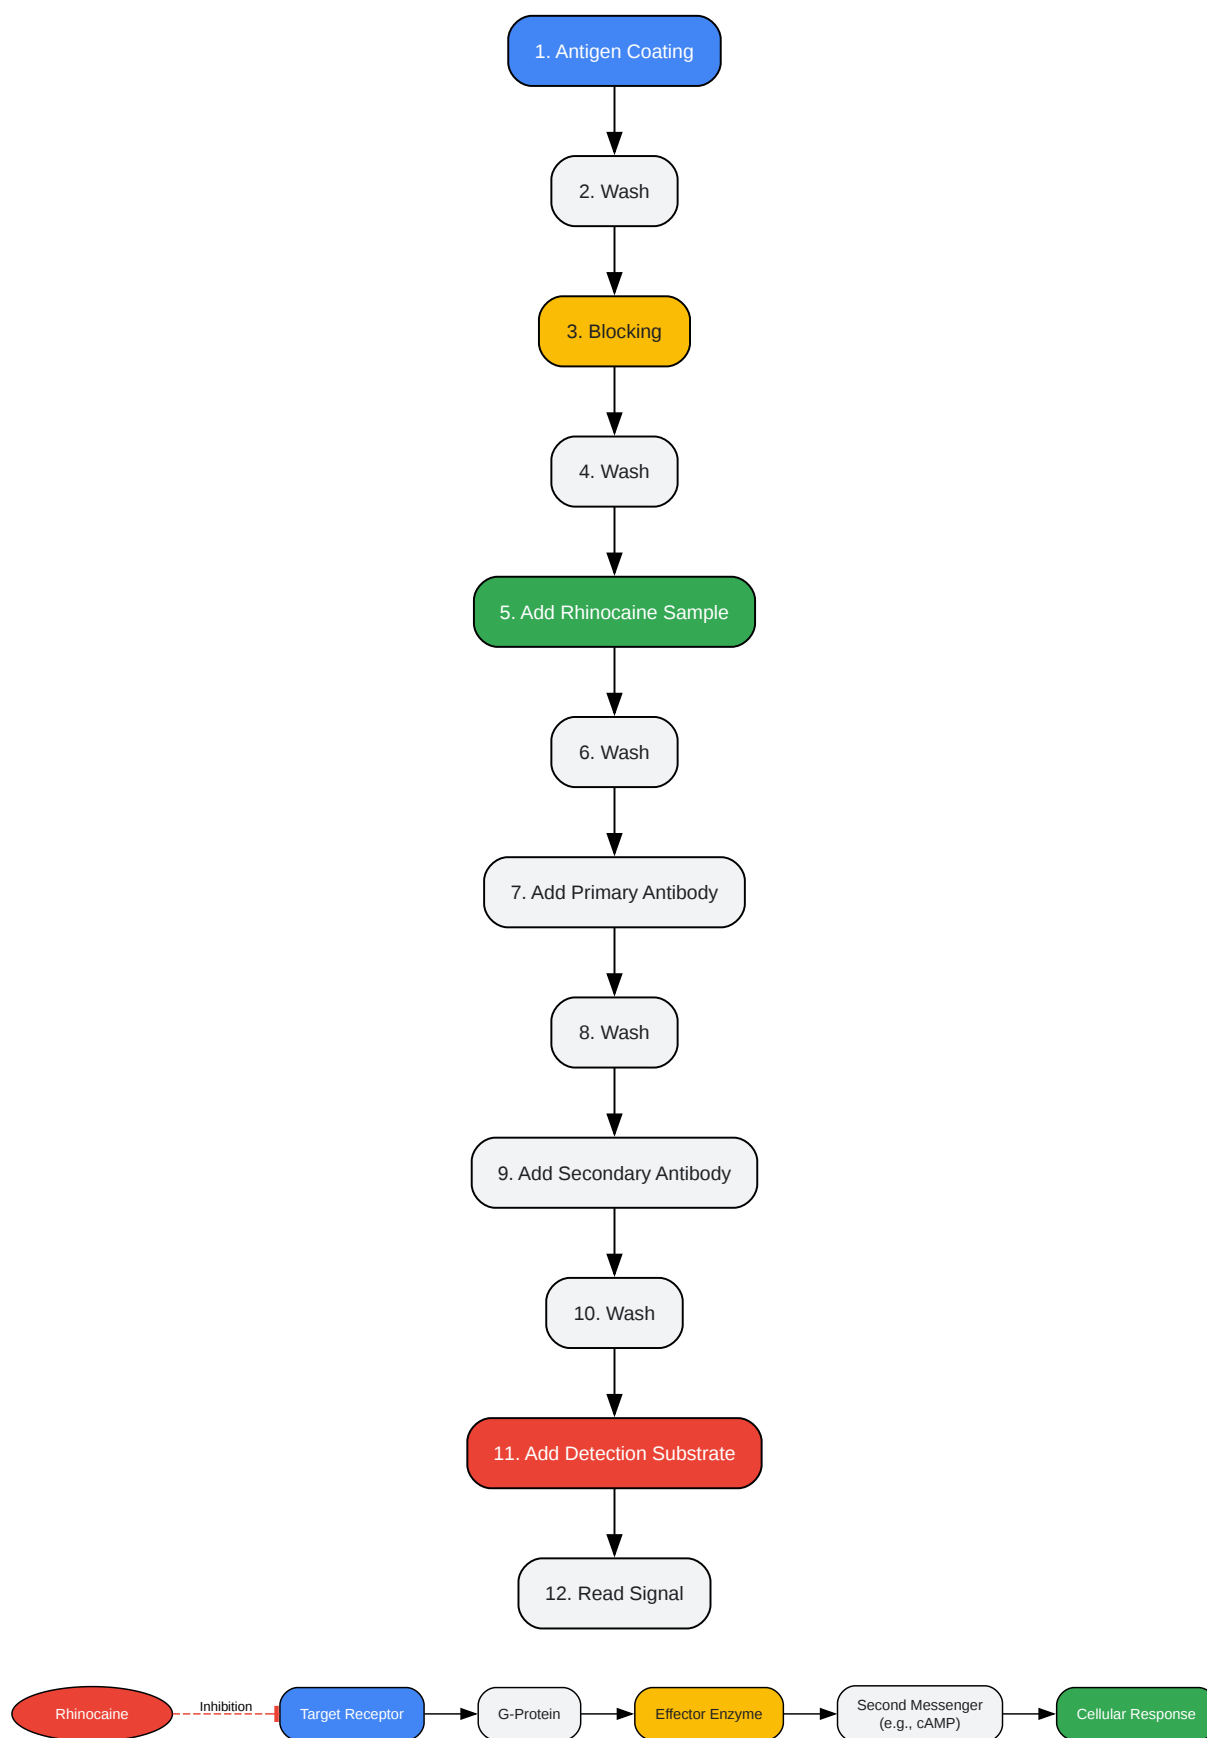 1. Antigen Coating
2. Wash
3. Blocking
4. Wash
5. Add Rhinocaine Sample
6. Wash
7. Add Primary Antibody
8. Wash
9. Add Secondary Antibody
10. Wash
11. Add Detection Substrate
12. Read Signal
Rhinocaine
Inhibition
Target Receptor
G-Protein
Effector Enzyme
Second Messenger
(e.g., cAMP)
Cellular Response